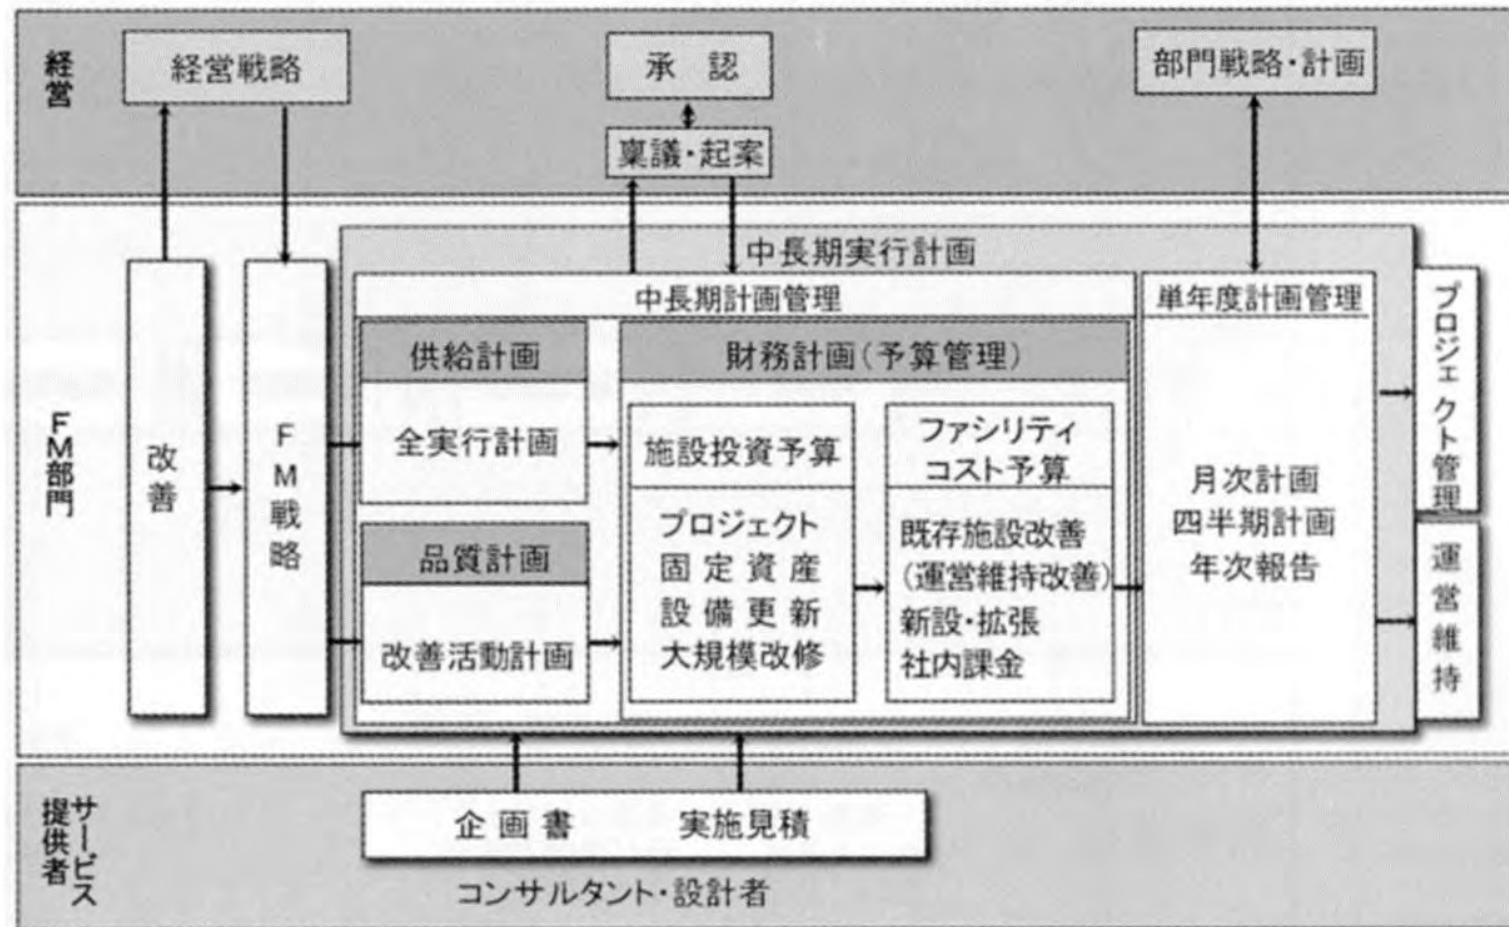 経営
経営戦略
承 認
稟議・起案
部門戦略・計画
FM部門
改善
FM戦略
中長期実行計画
中長期計画管理
供給計画
全実行計画
品質計画
改善活動計画
財務計画(予算管理)
施設投資予算
プロジェクト
固定資産
設備更新
大規模改修
ファシリティ
コスト予算
既存施設改善
(運営維持改善)
新設・拡張
社内課金
単年度計画管理
月次計画
四半期計画
年次報告
プロジェクト管理
運営維持
サービス
提供者
企画書 実施見積
コンサルタント・設計者